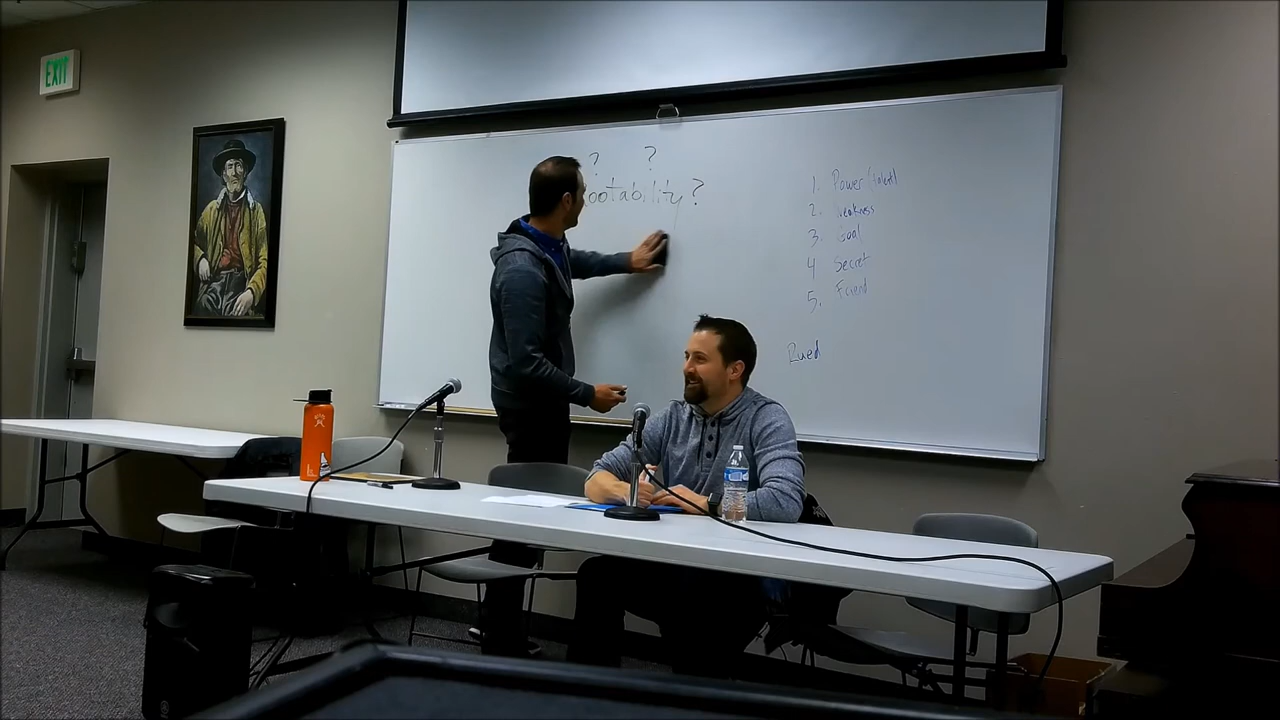 EXIT
? ?
ootability?
1. Power (talent)
2. Weakness
3. Goal
4 Secret
5. Friend